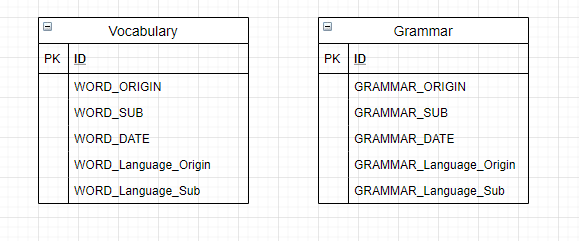 Vocabulary
PK ID
WORD_ORIGIN
WORD_SUB
WORD_DATE
WORD_Language_Origin
WORD_Language_Sub
Grammar
PK ID
GRAMMAR_ORIGIN
GRAMMAR_SUB
GRAMMAR_DATE
GRAMMAR_Language_Origin
GRAMMAR_Language_Sub